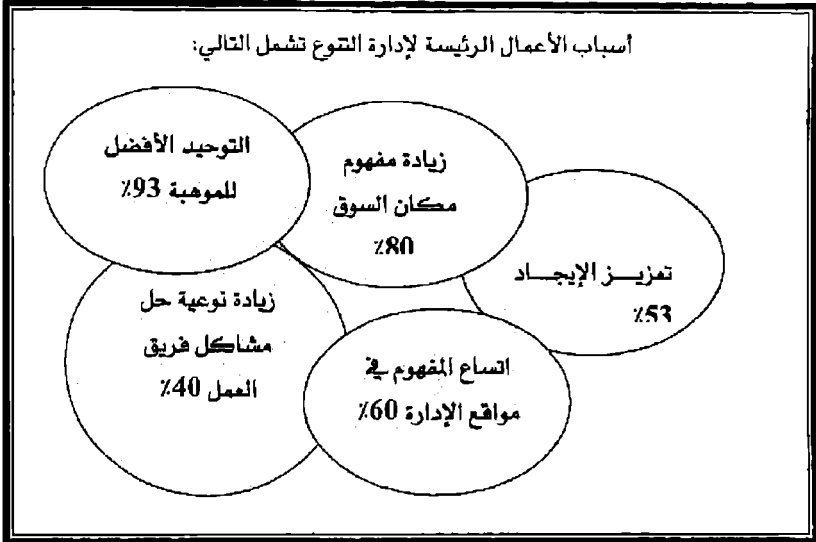 أسباب الأعمال الرئيسة لإدارة التنوع تشمل التالي:
التوحيد الأفضل
للموهبة 93٪
زيادة مفهوم
مكان السوق
80٪
تعزيز الإيجاد
53٪
زيادة نوعية حل
مشاكل فريق
العمل 40٪
اتساع المفهوم في
مواقع الإدارة 60٪